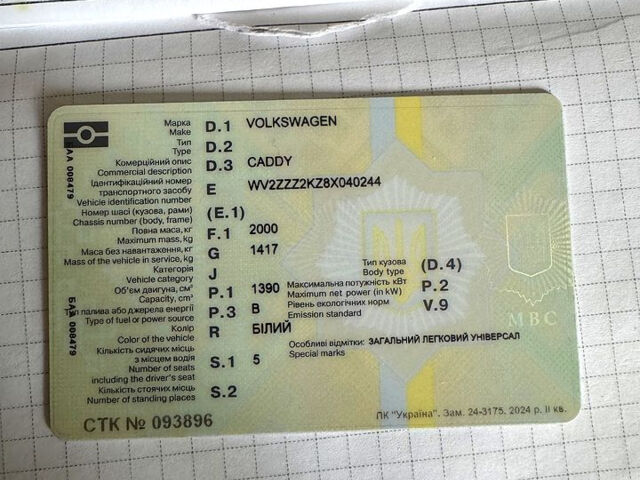 Марка D.1 VOLKSWAGEN
Make
Тип D.2
Type
Комерційний опис D.3 CADDY
Commercial description
Ідентифікаційний номер
транспортного засобу E WV2ZZZ2KZ8X040244
Vehicle identification number
Номер шасі (кузова, рами) (E.1)
Chassis number (body, frame)
Повна маса, кг F.1 2000
Maximum mass, kg
Маса без навантаження, кг G 1417
Mass of the vehicle in service, kg
Категорія J
Vehicle category
Об'єм двигуна, см³ P.1 1390
Capacity, cm³
Тип палива або джерела енергії P.3 B
Type of fuel or power source
Колір R БІЛИЙ
Color of the vehicle
Кількість сидячих місць
з місцем водія S.1 5
Number of seats
including the driver's seat
Кількість стоячих місць S.2
Number of standing places
СТК № 093896
Тип кузова (D.4)
Body type
Максимальна потужність кВт P.2
Maximum net power (in kW)
Рівень екологічних норм V.9
Emission standard
Особливі відмітки: ЗАГАЛЬНИЙ ЛЕГКОВИЙ УНІВЕРСАЛ
Special marks
МВС
ПК "Україна". Зам. 24-3175. 2024 р. II кв.
008479
008479